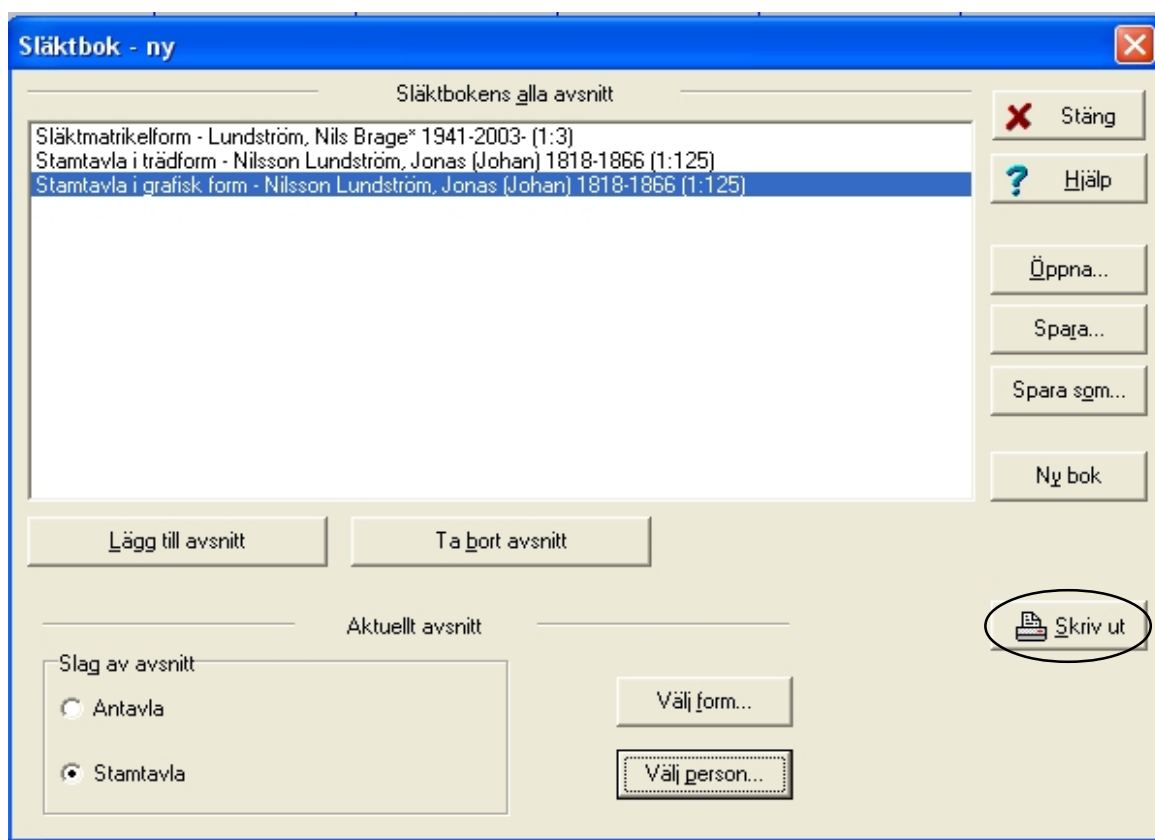 Släktbok - ny
Släktbokens alla avsnitt
Släktmatrikelform - Lundström, Nils Brage* 1941-2003- (1:3)
Stamtavla i trädform - Nilsson Lundström, Jonas (Johan) 1818-1866 (1:125)
Stamtavla i grafisk form - Nilsson Lundström, Jonas (Johan) 1818-1866 (1:125)
Stäng
Hjälp
Öppna...
Spara...
Spara som...
Ny bok
Lägg till avsnitt
Ta bort avsnitt
Skriv ut
Aktuellt avsnitt
Slag av avsnitt
Antavla
Stamtavla
Välj form...
Välj person...